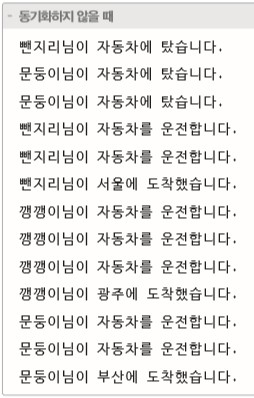 - 동기화하지 않을 때
뺀지리님이 자동차에 탔습니다.
문둥이님이 자동차에 탔습니다.
문둥이님이 자동차에 탔습니다.
뺀지리님이 자동차를 운전합니다.
뺀지리님이 자동차를 운전합니다.
뺀지리님이 서울에 도착했습니다.
깽깽이님이 자동차를 운전합니다.
깽깽이님이 자동차를 운전합니다.
깽깽이님이 자동차를 운전합니다.
깽깽이님이 광주에 도착했습니다.
문둥이님이 자동차를 운전합니다.
문둥이님이 자동차를 운전합니다.
문둥이님이 부산에 도착했습니다.